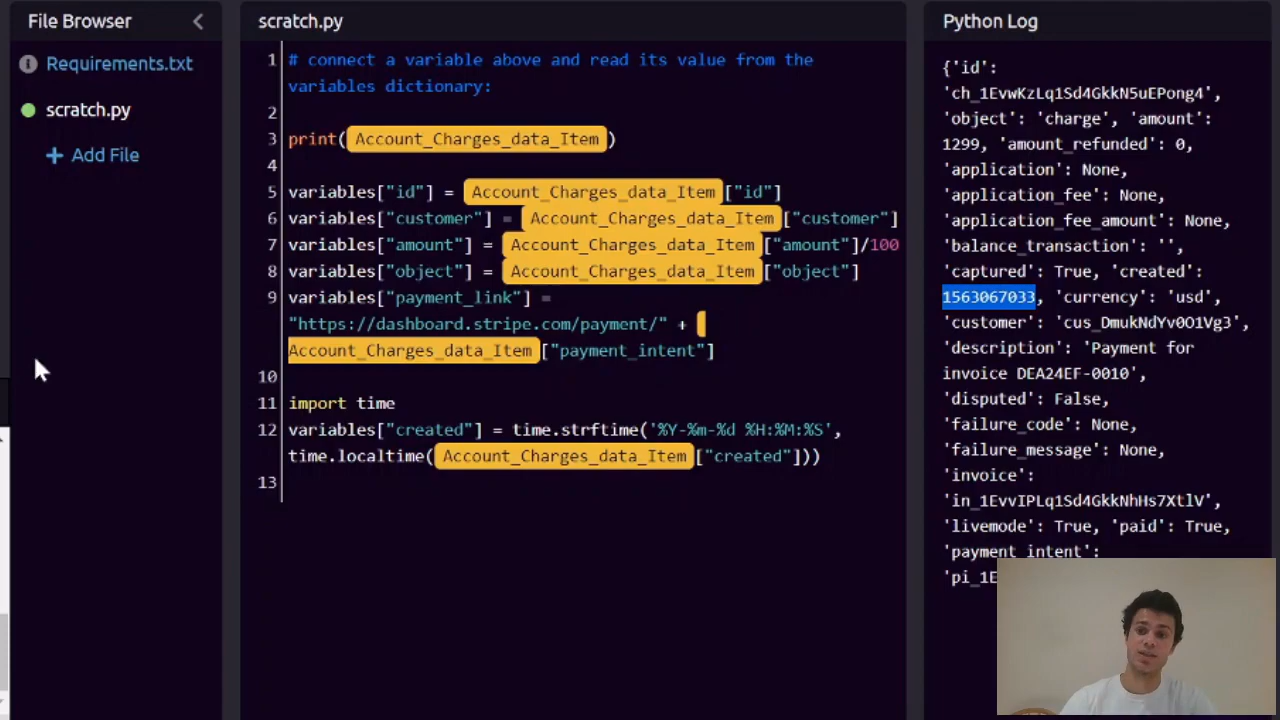 File Browser
Requirements.txt
scratch.py
Add File
scratch.py
1 # connect a variable above and read its value from the
variables dictionary:
2
3 print( Account_Charges_data_Item )
4
5 variables["id"] = Account_Charges_data_Item ["id"]
6 variables["customer"] = Account_Charges_data_Item ["customer"]
7 variables["amount"] = Account_Charges_data_Item ["amount"]/100
8 variables["object"] = Account_Charges_data_Item ["object"]
9 variables["payment_link"] =
"https://dashboard.stripe.com/payment/" +
Account_Charges_data_Item ["payment_intent"]
10
11 import time
12 variables["created"] = time.strftime('%Y-%m-%d %H:%M:%S',
time.localtime( Account_Charges_data_Item ["created"]))
13
Python Log
{'id':
'ch_1EvwKzLq1Sd4GkkN5uEPong4',
'object': 'charge', 'amount':
1299, 'amount_refunded': 0,
'application': None,
'application_fee': None,
'application_fee_amount': None,
'balance_transaction': '',
'captured': True, 'created':
1563067033, 'currency': 'usd',
'customer': 'cus_DmukNdYv0O1Vg3',
'description': 'Payment for
invoice DEA24EF-0010',
'disputed': False,
'failure_code': None,
'failure_message': None,
'invoice':
'in_1EvvIPLq1Sd4GkkNhHs7XtlV',
'livemode': True, 'paid': True,
'payment_intent':
'pi_1E